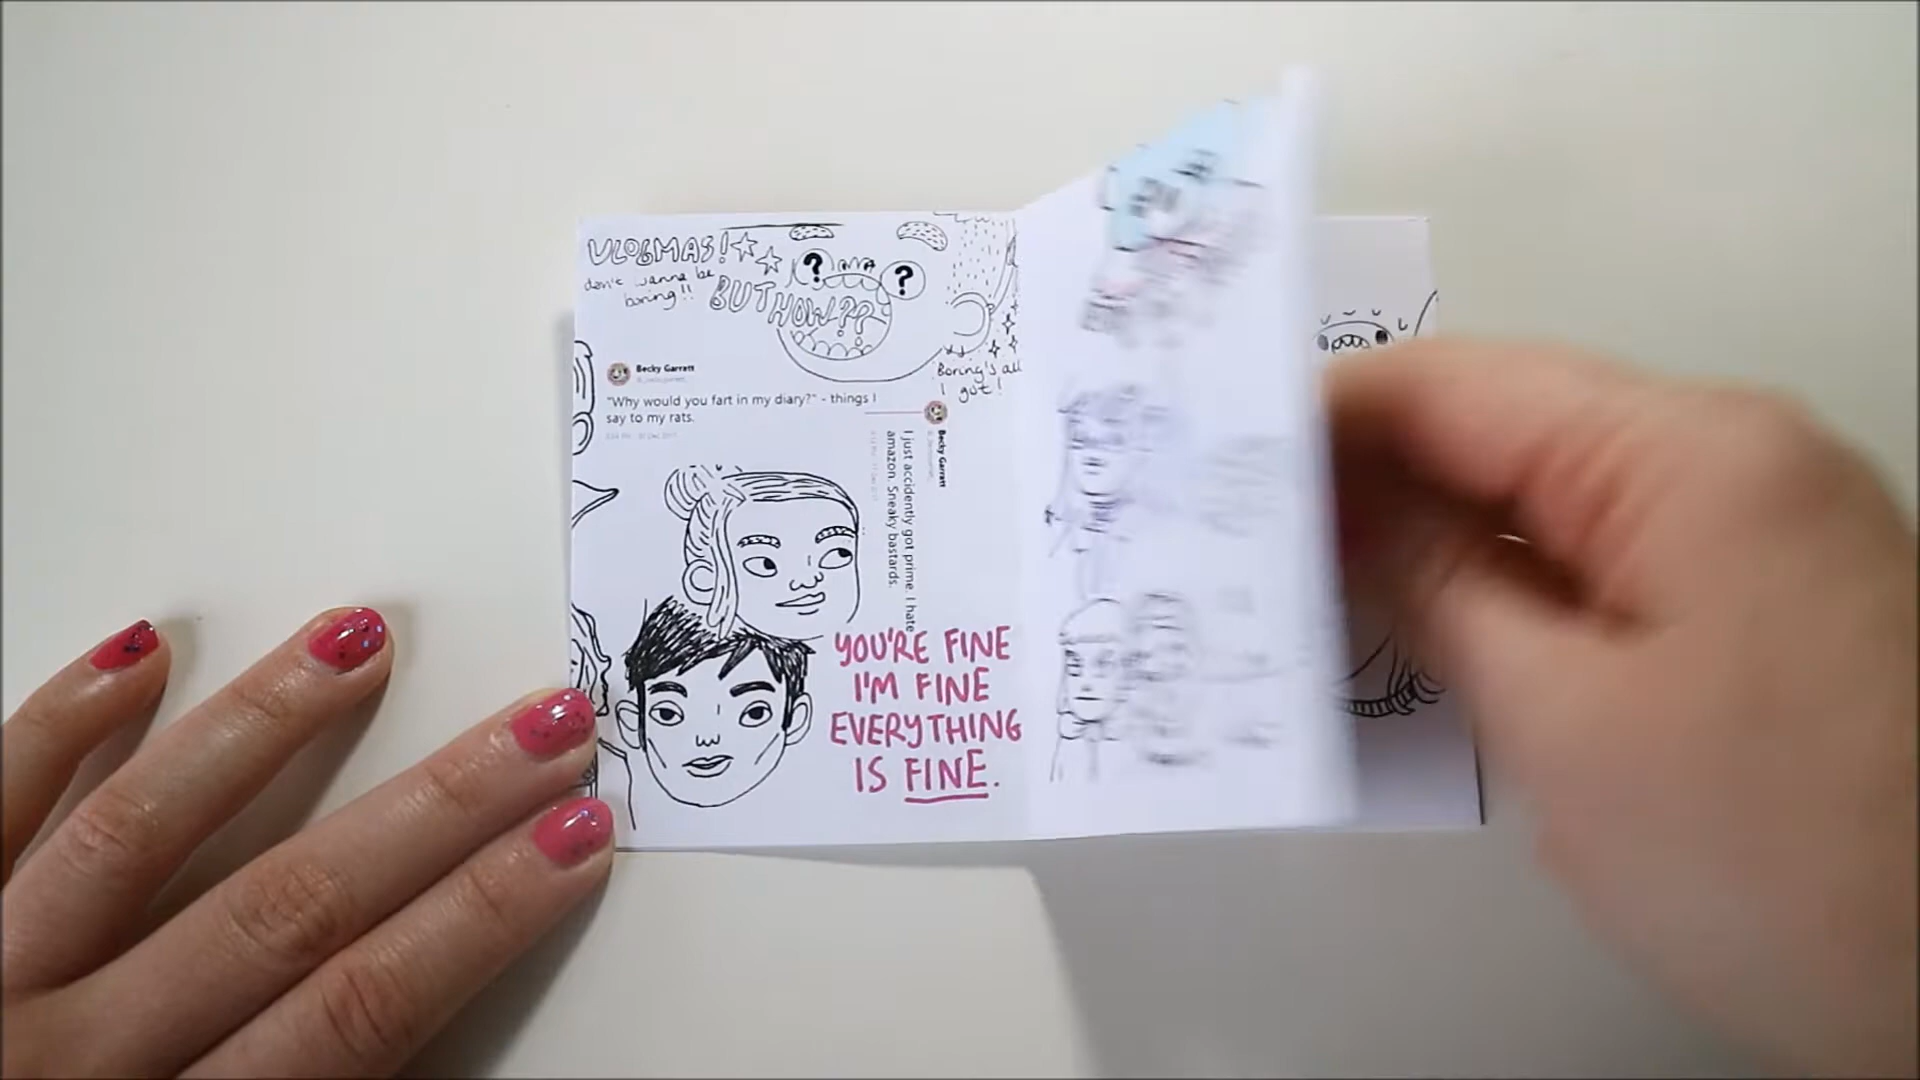 VLOGMAS!
don't wanna be
boring!!
BUT HOW??
? ?
Boring's all
I got!
Becky Garrett
"Why would you fart in my diary?" - things I
say to my rats.
Becky Garrett
I just accidently got prime. I hate
amazon. Sneaky bastards.
YOU'RE FINE
I'M FINE
EVERYTHING
IS FINE.